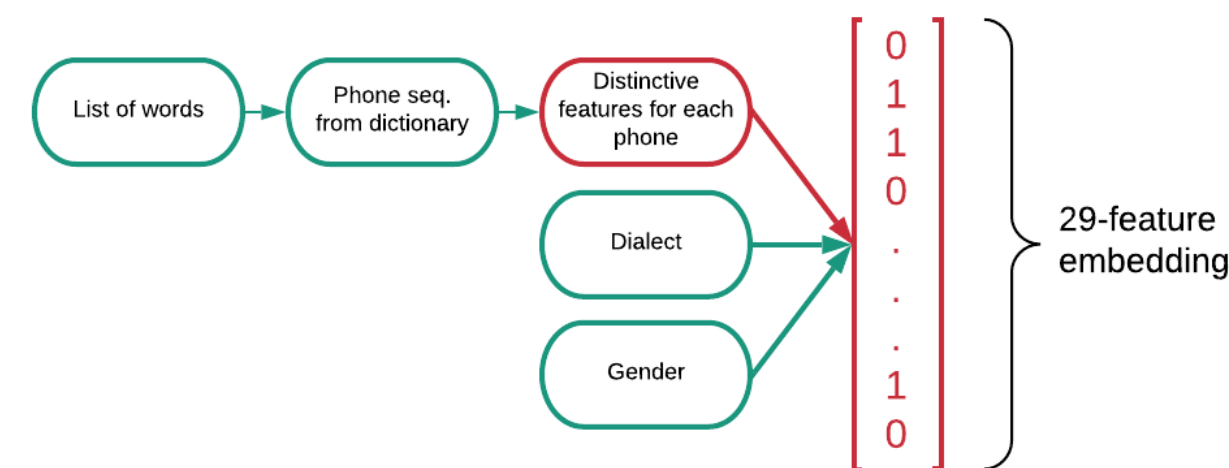 List of words
Phone seq.
from dictionary
Distinctive
features for each
phone
Dialect
Gender
0
1
1
0
.
.
.
1
0
29-feature
embedding